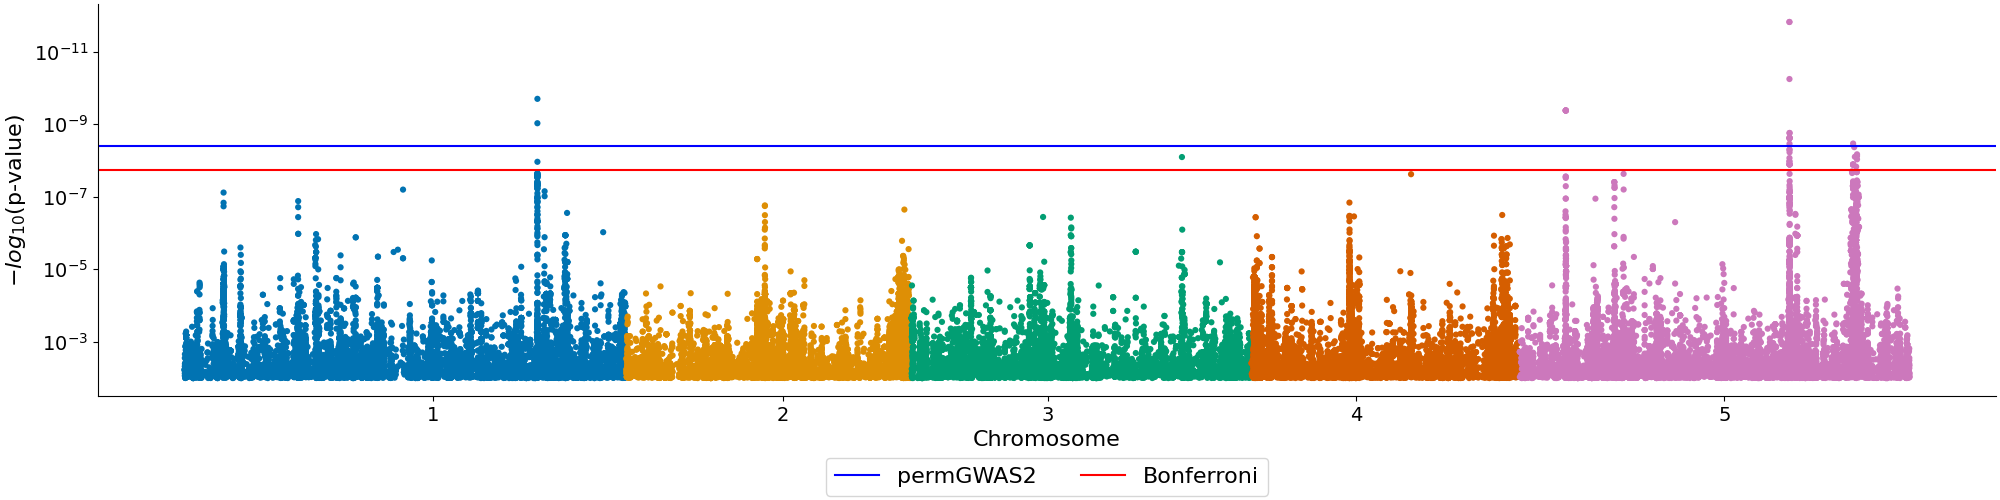 10⁻¹¹
10⁻⁹
10⁻⁷
10⁻⁵
10⁻³
−log₁₀(p-value)
1 2 3 4 5
Chromosome
permGWAS2 Bonferroni